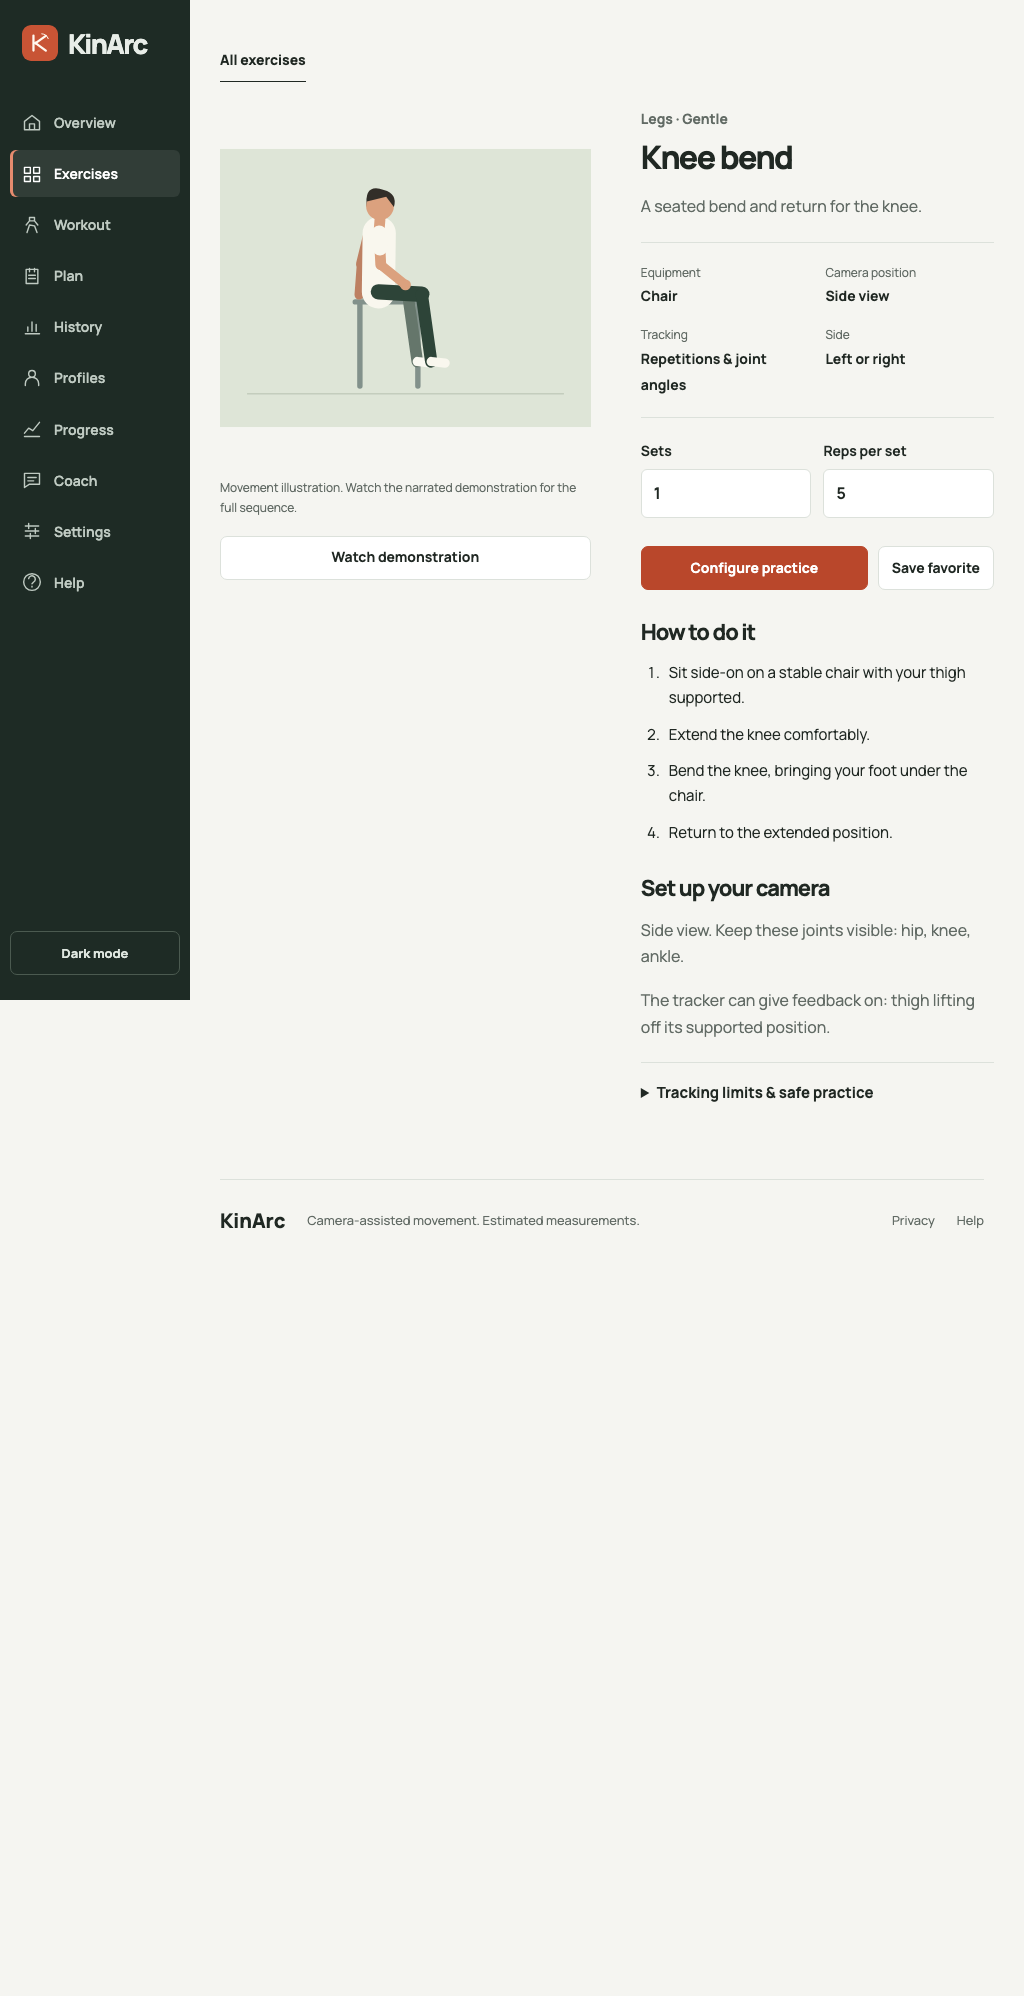 KinArc
Overview
Exercises
Workout
Plan
History
Profiles
Progress
Coach
Settings
Help
Dark mode
All exercises
Movement illustration. Watch the narrated demonstration for the
full sequence.
Watch demonstration
Legs · Gentle
Knee bend
A seated bend and return for the knee.
Equipment
Chair
Camera position
Side view
Tracking
Repetitions & joint
angles
Side
Left or right
Sets
1
Reps per set
5
Configure practice
Save favorite
How to do it
1. Sit side-on on a stable chair with your thigh
supported.
2. Extend the knee comfortably.
3. Bend the knee, bringing your foot under the
chair.
4. Return to the extended position.
Set up your camera
Side view. Keep these joints visible: hip, knee,
ankle.
The tracker can give feedback on: thigh lifting
off its supported position.
Tracking limits & safe practice
KinArc
Camera-assisted movement. Estimated measurements.
Privacy
Help